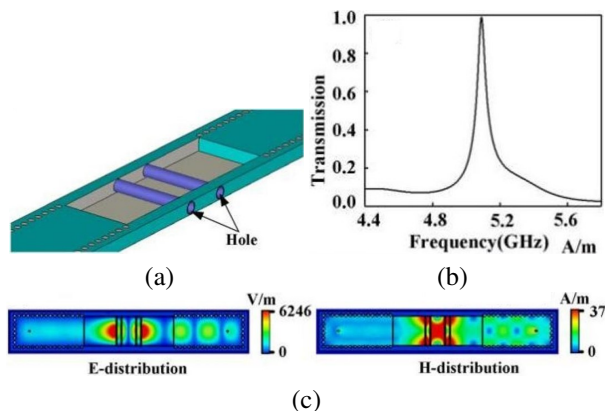 Hole
(a)
Transmission
1.0
0.8
0.6
0.4
0.2
0.0
4.4 4.8 5.2 5.6
Frequency(GHz) A/m
(b)
V/m
6246
0
E-distribution
A/m
37
0
H-distribution
(c)